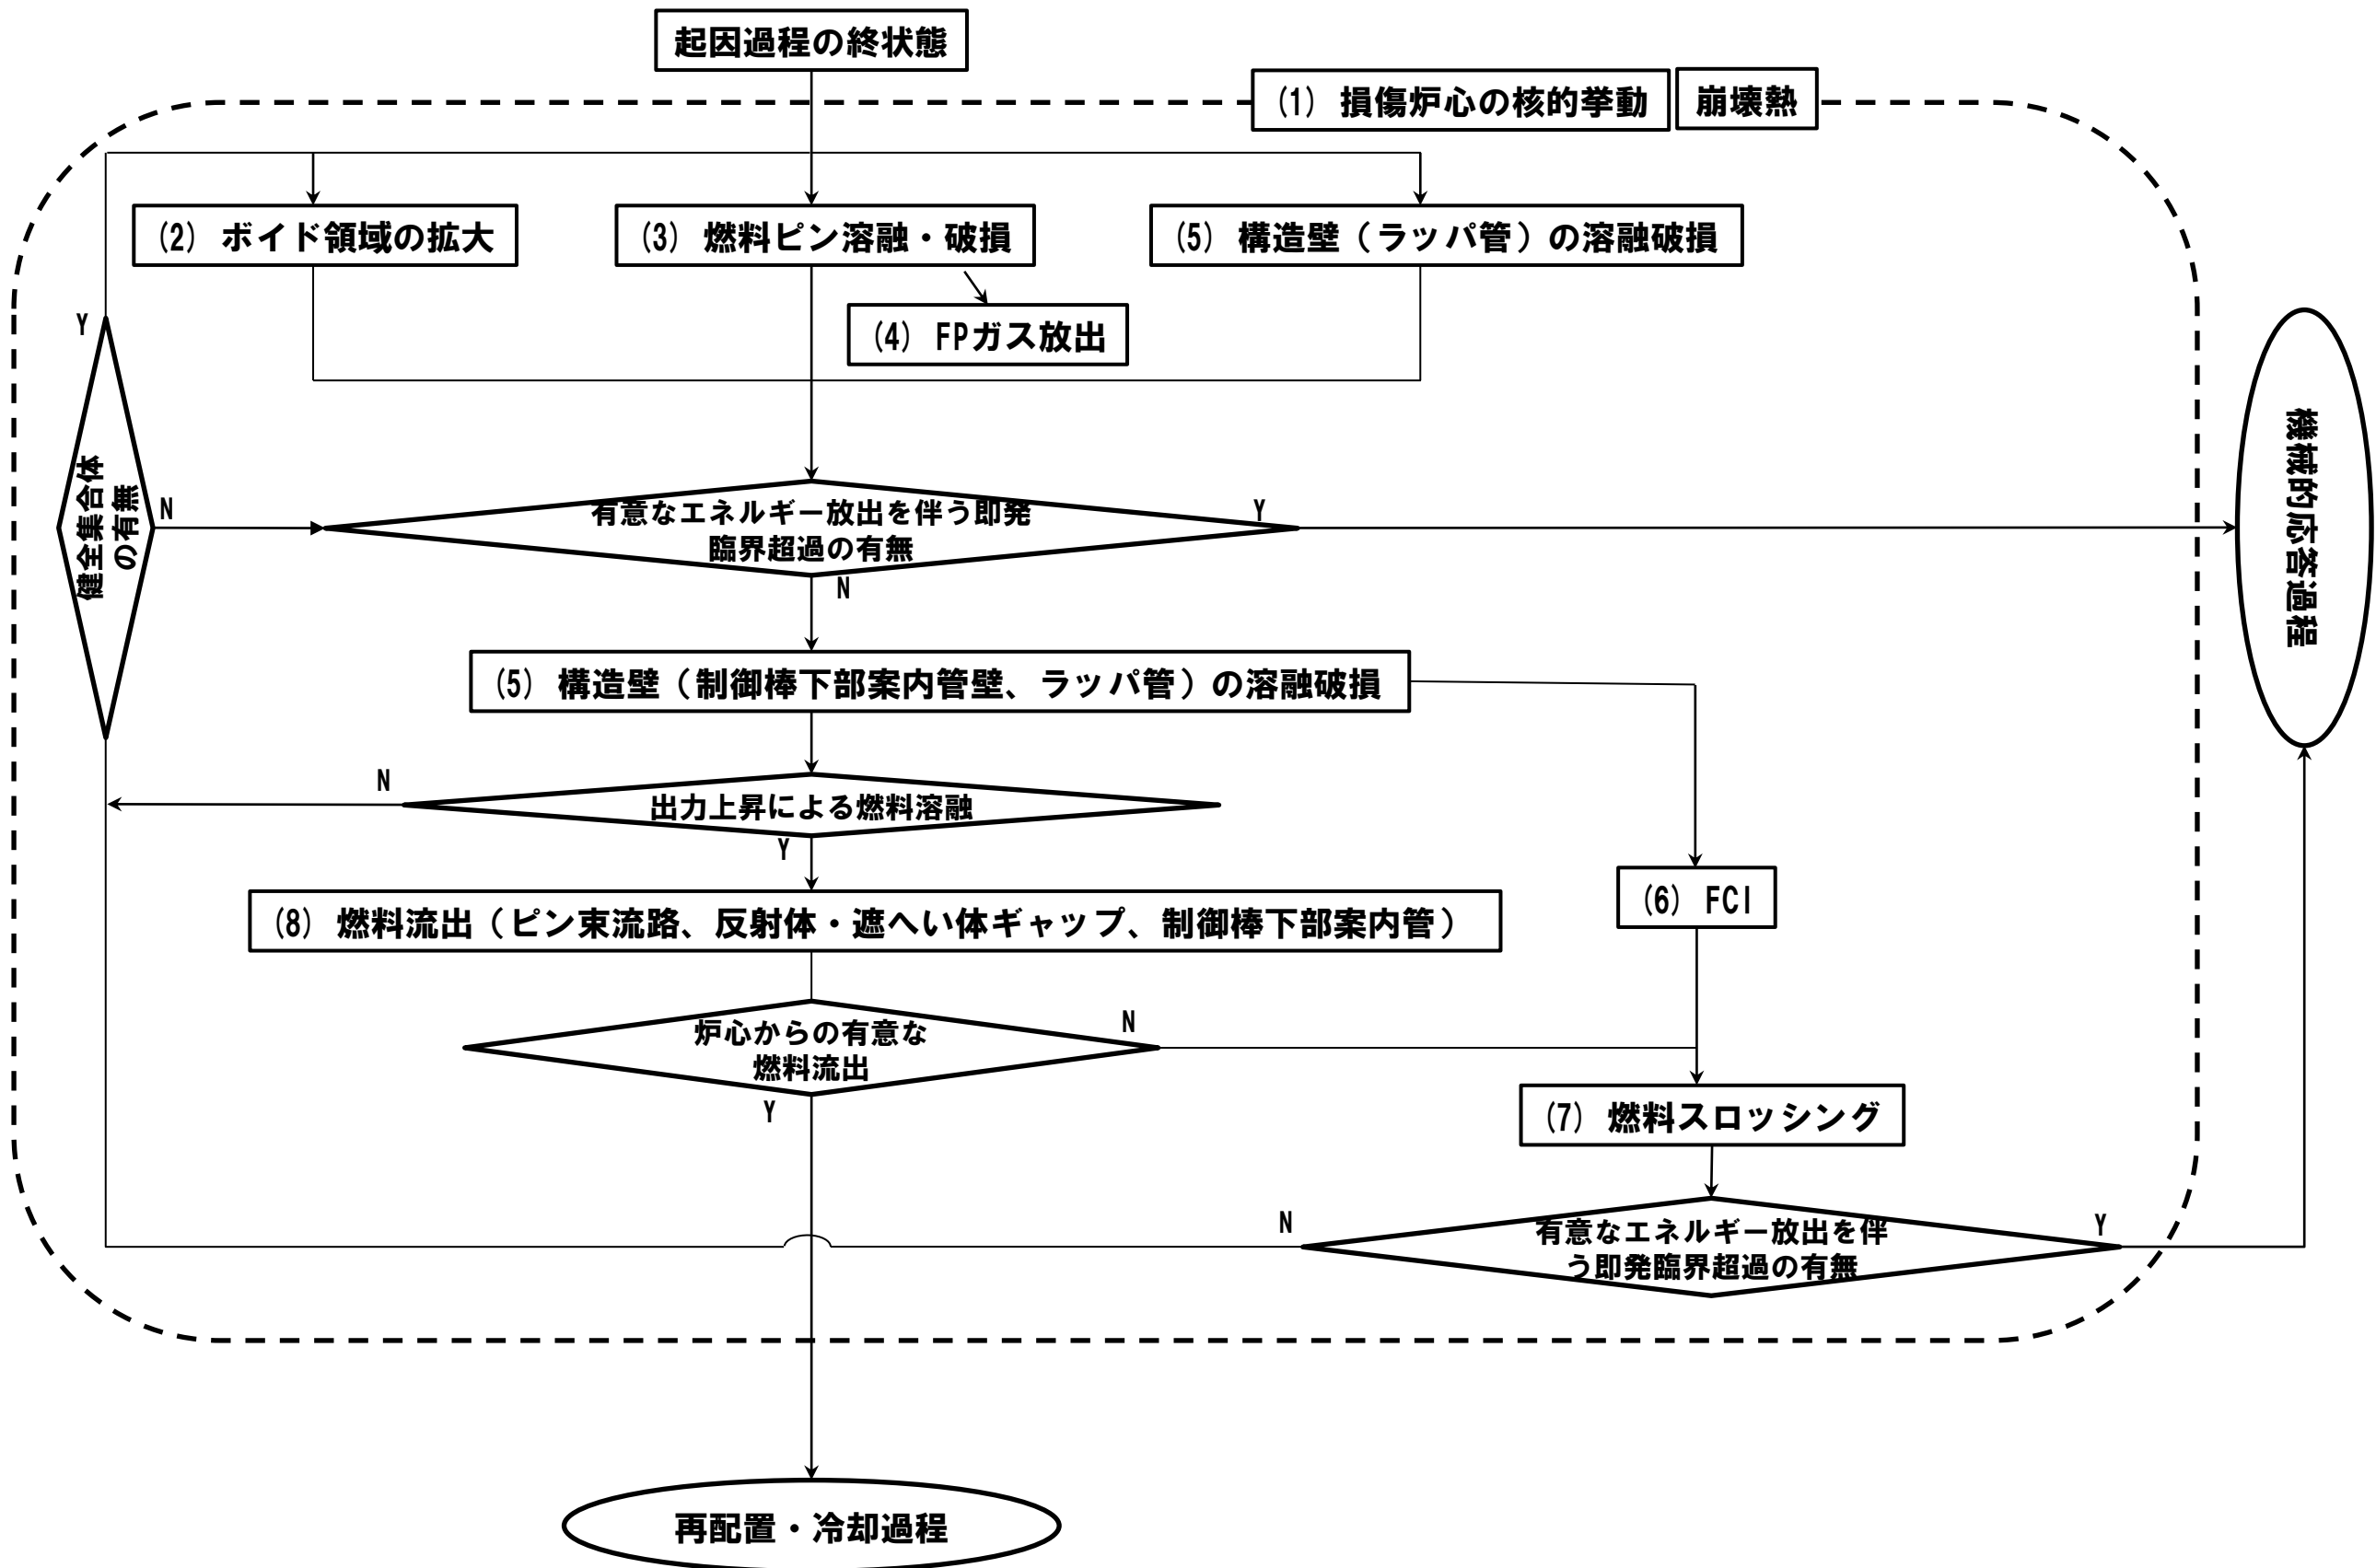 起因過程の終状態
(1) 損傷炉心の核的挙動
崩壊熱
(2) ボイド領域の拡大
(3) 燃料ピン溶融・破損
(5) 構造壁（ラッパ管）の溶融破損
(4) FPガス放出
Y
健全集合体
の有無
N
有意なエネルギー放出を伴う即発
臨界超過の有無
Y
N
機械的応答過程
(5) 構造壁（制御棒下部案内管壁、ラッパ管）の溶融破損
N
出力上昇による燃料溶融
Y
(6) FCI
(8) 燃料流出（ピン束流路、反射体・遮へい体ギャップ、制御棒下部案内管）
炉心からの有意な
燃料流出
N
Y
(7) 燃料スロッシング
N
有意なエネルギー放出を伴
う即発臨界超過の有無
Y
再配置・冷却過程